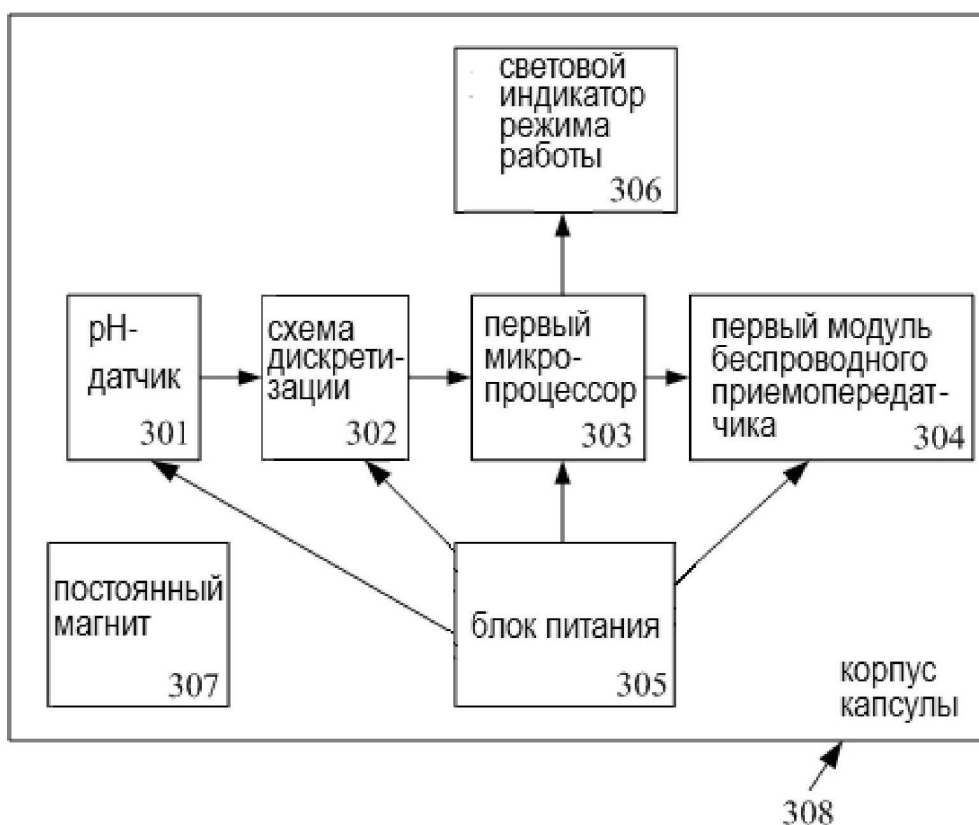 световой
индикатор
режима
работы
306
pH-
датчик
301
схема
дискрети-
зации
302
первый
микро-
процессор
303
первый модуль
беспроводного
приемопередат-
чика
304
постоянный
магнит
307
блок питания
305
корпус
капсулы
308